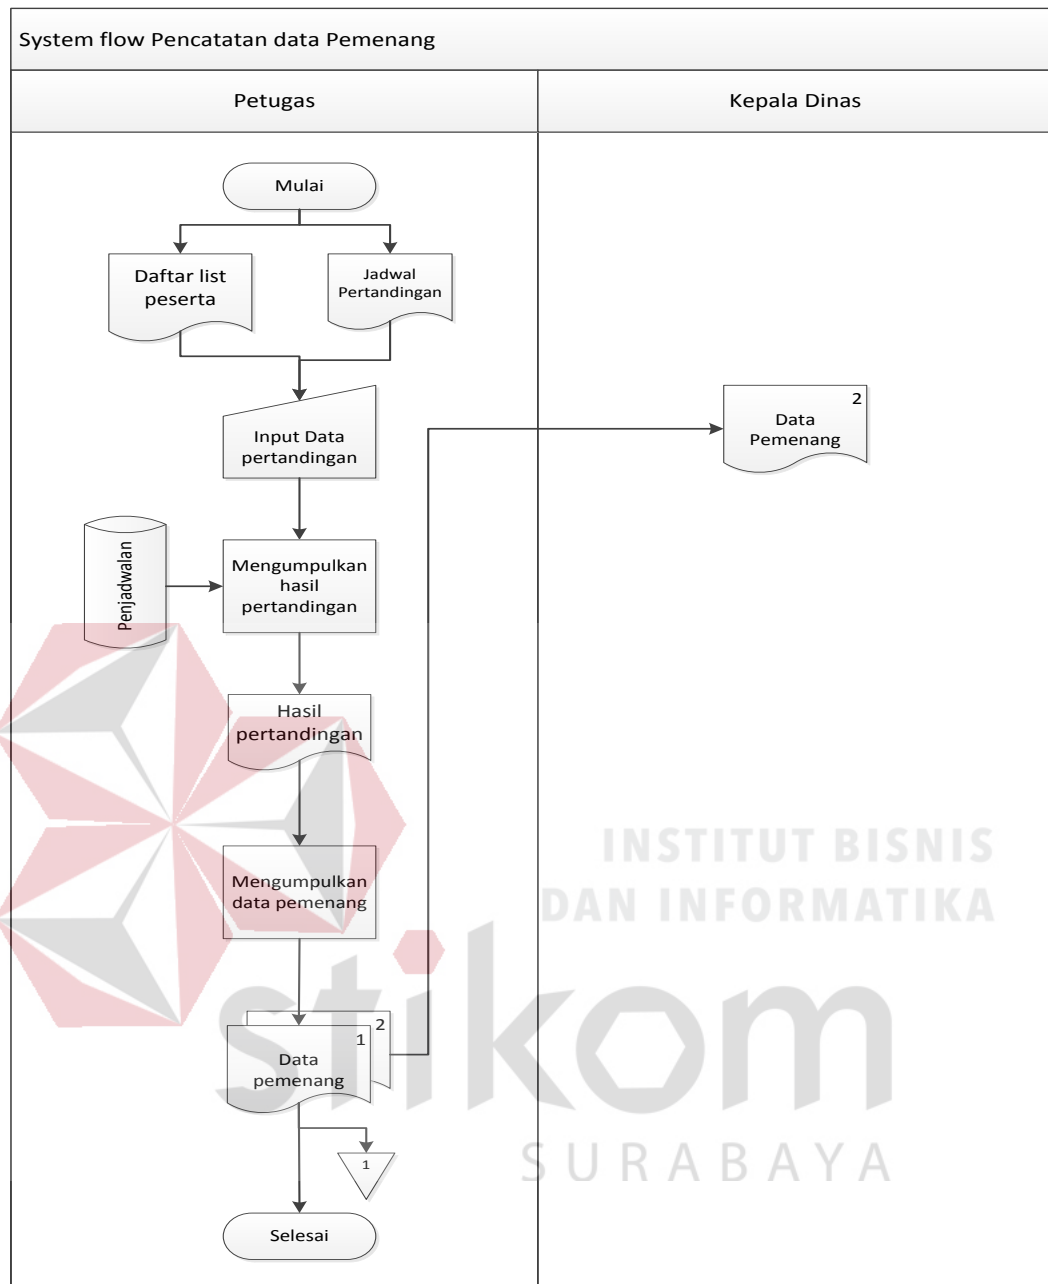 System flow Pencatatan data Pemenang
Petugas
Kepala Dinas
Mulai
Daftar list
peserta
Jadwal
Pertandingan
Input Data
pertandingan
2
Data
Pemenang
Penjadwalan
Mengumpulkan
hasil
pertandingan
Hasil
pertandingan
INSTITUT BISNIS
DAN INFORMATIKA
Mengumpulkan
data pemenang
stikom
2
1
Data
pemenang
SURABAYA
1
Selesai